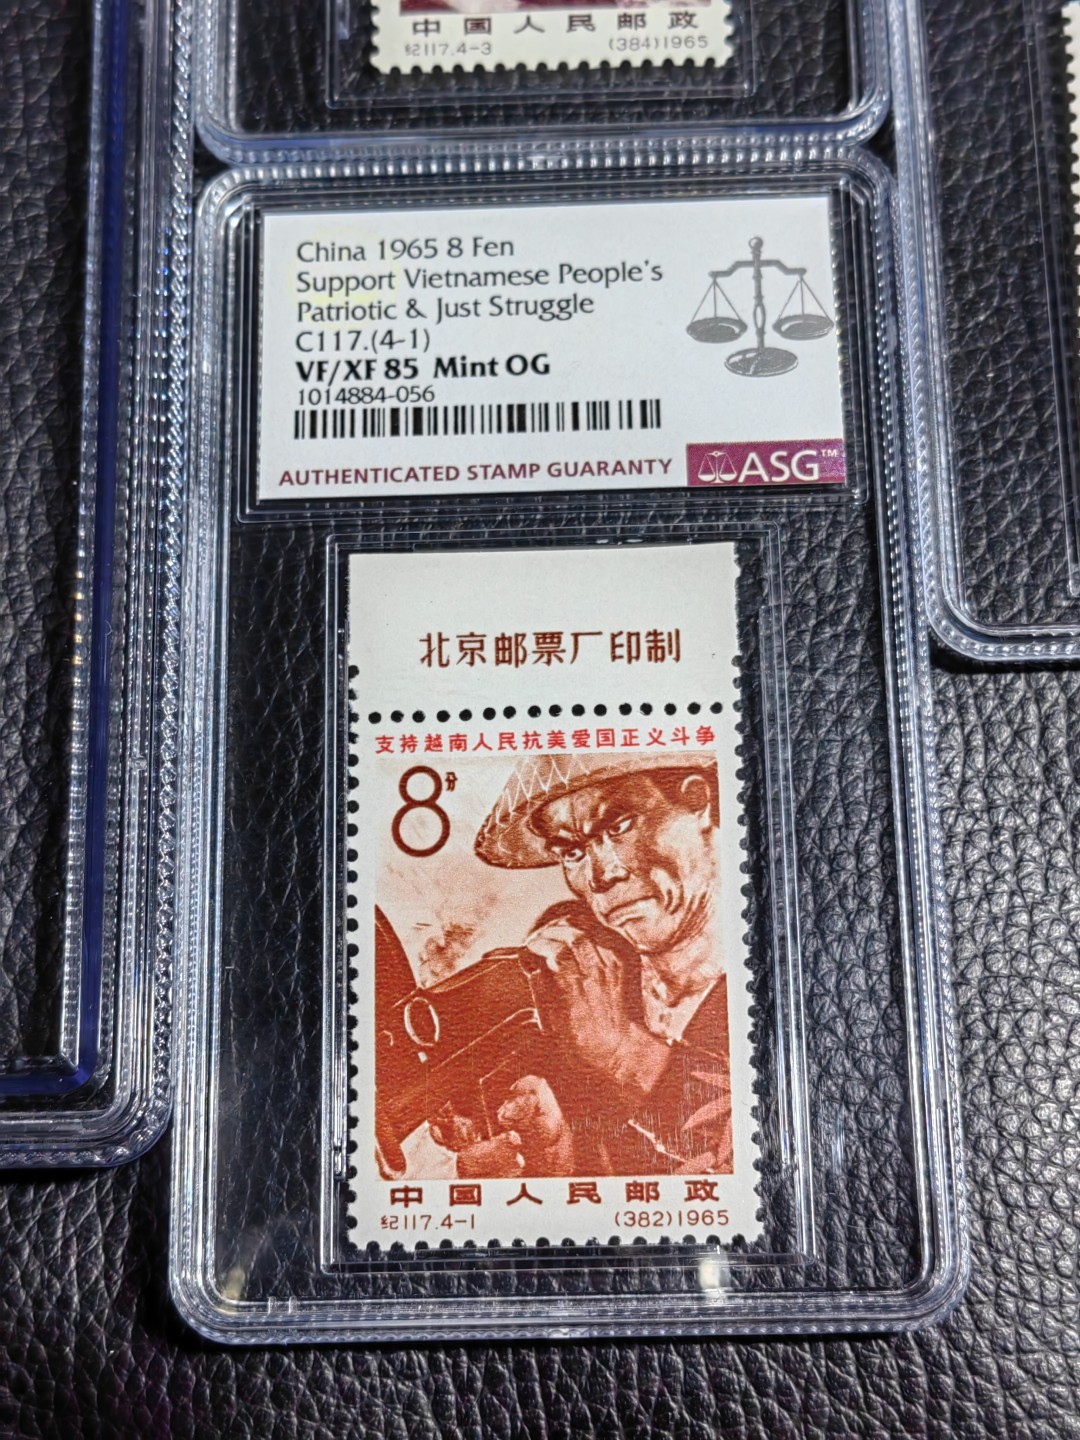 中国人民邮政
纪117.4-3 (384)1965
China 1965 8 Fen
Support Vietnamese People's
Patriotic & Just Struggle
C117.(4-1)
VF/XF 85 Mint OG
1014884-056
AUTHENTICATED STAMP GUARANTY ASG™
北京邮票厂印制
支持越南人民抗美爱国正义斗争
8分
中国人民邮政
纪117.4-1 (382)1965